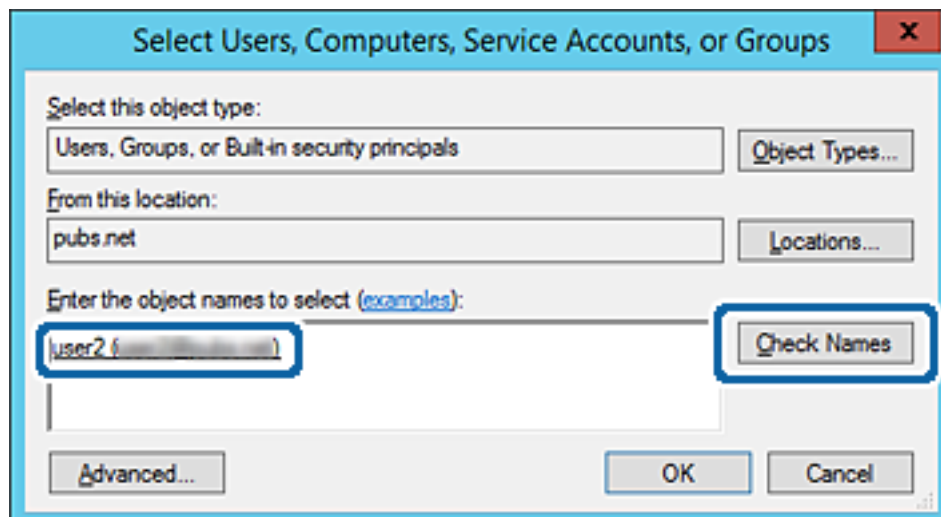 Select Users, Computers, Service Accounts, or Groups
x
Select this object type:
Users, Groups, or Built-in security principals
Object Types...
From this location:
pubs.net
Locations...
Enter the object names to select (examples):
user2 ( )
Check Names
Advanced...
OK
Cancel